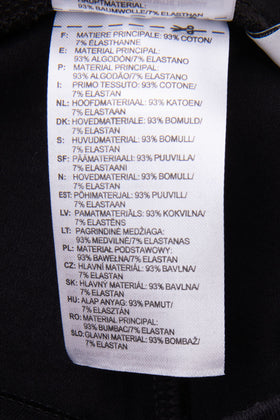 HAUPTMATERIAL:
93% BAUMWOLLE/7% ELASTHAN
F: MATIERE PRINCIPALE: 93% COTON/
7% ELASTHANNE
E: MATERIAL PRINCIPAL:
93% ALGODÓN/7% ELASTANO
P: MATERIAL PRINCIPAL:
93% ALGODÃO/7% ELASTANO
I: PRIMO TESSUTO: 93% COTONE/
7% ELASTAN
NL: HOOFDMATERIAAL: 93% KATOEN/
7% ELASTAAN
DK: HOVEDMATERIALE: 93% BOMULD/
7% ELASTAN
S: HUVUDMATERIAL: 93% BOMULL/
7% ELASTAN
SF: PÄÄMATERIAALI: 93% PUUVILLA/
7% ELASTAANI
N: HOVEDMATERIAL: 93% BOMULL/
7% ELASTAN
EST: PÕHIMATERJAL: 93% PUUVILL/
7% ELASTAAN
LV: PAMATMATERIĀLS: 93% KOKVILNA/
7% ELASTĒNS
LT: PAGRINDINĖ MEDŽIAGA:
93% MEDVILNĖ/7% ELASTANAS
PL: MATERIAŁ PODSTAWOWY:
93% BAWEŁNA/7% ELASTAN
CZ: HLAVNÍ MATERIÁL: 93% BAVLNA/
7% ELASTAN
SK: HLAVNÝ MATERIÁL: 93% BAVLNA/
7% ELASTAN
HU: ALAP ANYAG: 93% PAMUT/
7% ELASZTÁN
RO: MATERIAL PRINCIPAL:
93% BUMBAC/7% ELASTAN
SLO: GLAVNI MATERIAL: 93% BOMBAŽ/
7% ELASTAN